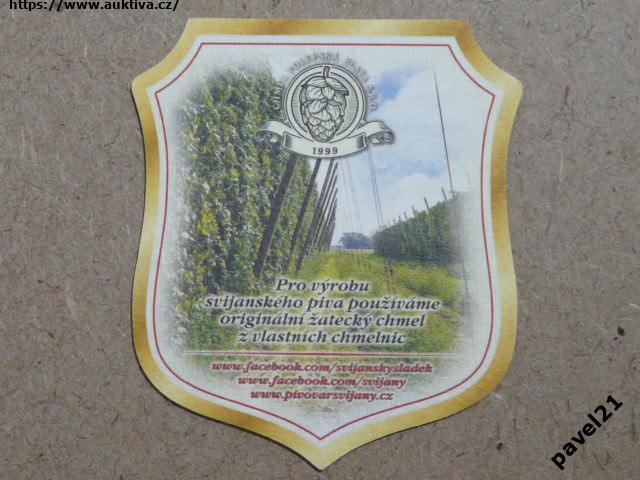 https://www.auktiva.cz/
1999
Pro výrobu
svijanského piva používáme
originální žatecký chmel
z vlastních chmelnic
www.facebook.com/svijanskysladek
www.facebook.com/svijany
www.pivovarsvijany.cz
pavel21